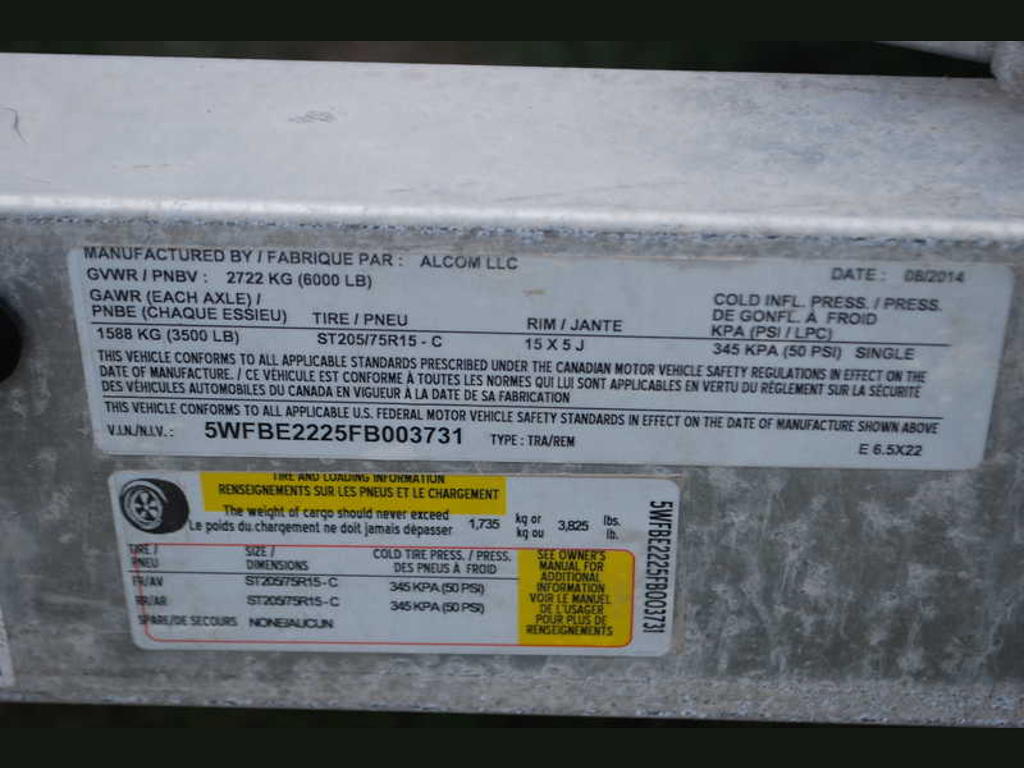 MANUFACTURED BY / FABRIQUE PAR : ALCOM LLC DATE : 08/2014
GVWR / PNBV : 2722 KG (6000 LB)
GAWR (EACH AXLE) /
PNBE (CHAQUE ESSIEU) TIRE / PNEU RIM / JANTE COLD INFL. PRESS. / PRESS.
DE GONFL. À FROID
KPA (PSI / LPC)
1588 KG (3500 LB) ST205/75R15 - C 15 X 5 J 345 KPA (50 PSI) SINGLE
THIS VEHICLE CONFORMS TO ALL APPLICABLE STANDARDS PRESCRIBED UNDER THE CANADIAN MOTOR VEHICLE SAFETY REGULATIONS IN EFFECT ON THE
DATE OF MANUFACTURE. / CE VÉHICULE EST CONFORME À TOUTES LES NORMES QUI LUI SONT APPLICABLES EN VERTU DU RÈGLEMENT SUR LA SÉCURITÉ
DES VÉHICULES AUTOMOBILES DU CANADA EN VIGUEUR À LA DATE DE SA FABRICATION
THIS VEHICLE CONFORMS TO ALL APPLICABLE U.S. FEDERAL MOTOR VEHICLE SAFETY STANDARDS IN EFFECT ON THE DATE OF MANUFACTURE SHOWN ABOVE
V.I.N./N.I.V.: 5WFBE2225FB003731 TYPE : TRA/REM E 6.5X22
TIRE AND LOADING INFORMATION
RENSEIGNEMENTS SUR LES PNEUS ET LE CHARGEMENT
The weight of cargo should never exceed
Le poids du chargement ne doit jamais dépasser 1,735 kg or kg ou 3,825 lbs. lb.
TIRE / PNEU SIZE / DIMENSIONS COLD TIRE PRESS. / PRESS. DES PNEUS À FROID
FR/AV ST205/75R15 - C 345 KPA (50 PSI)
RR/AR ST205/75R15 - C 345 KPA (50 PSI)
SPARE/DE SECOURS NONE/AUCUN
SEE OWNER'S
MANUAL FOR
ADDITIONAL
INFORMATION
VOIR LE MANUEL
DE L'USAGER
POUR PLUS DE
RENSEIGNEMENTS
5WFBE2225FB003731